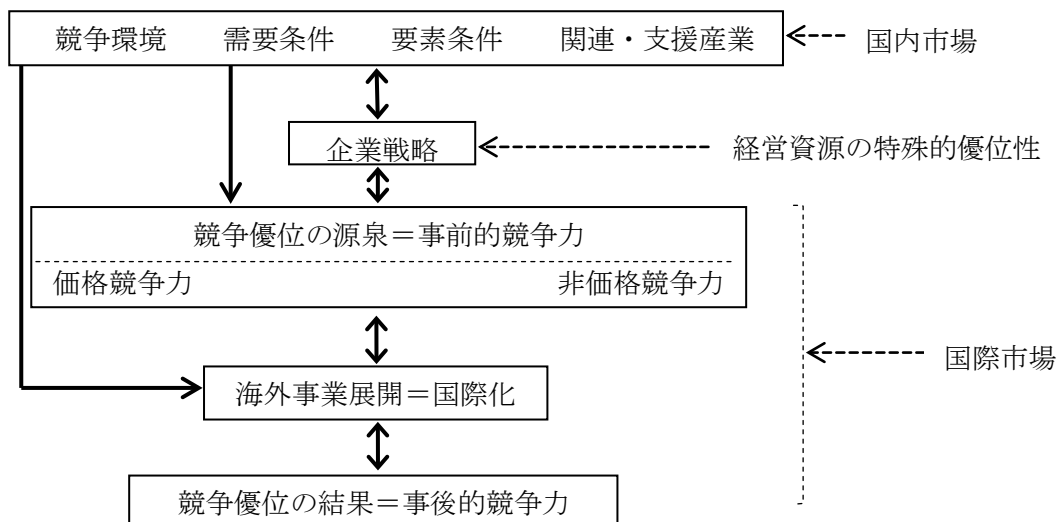 競争環境 需要条件 要素条件 関連・支援産業
国内市場
企業戦略
経営資源の特殊的優位性
競争優位の源泉＝事前的競争力
価格競争力 非価格競争力
国際市場
海外事業展開＝国際化
競争優位の結果＝事後的競争力